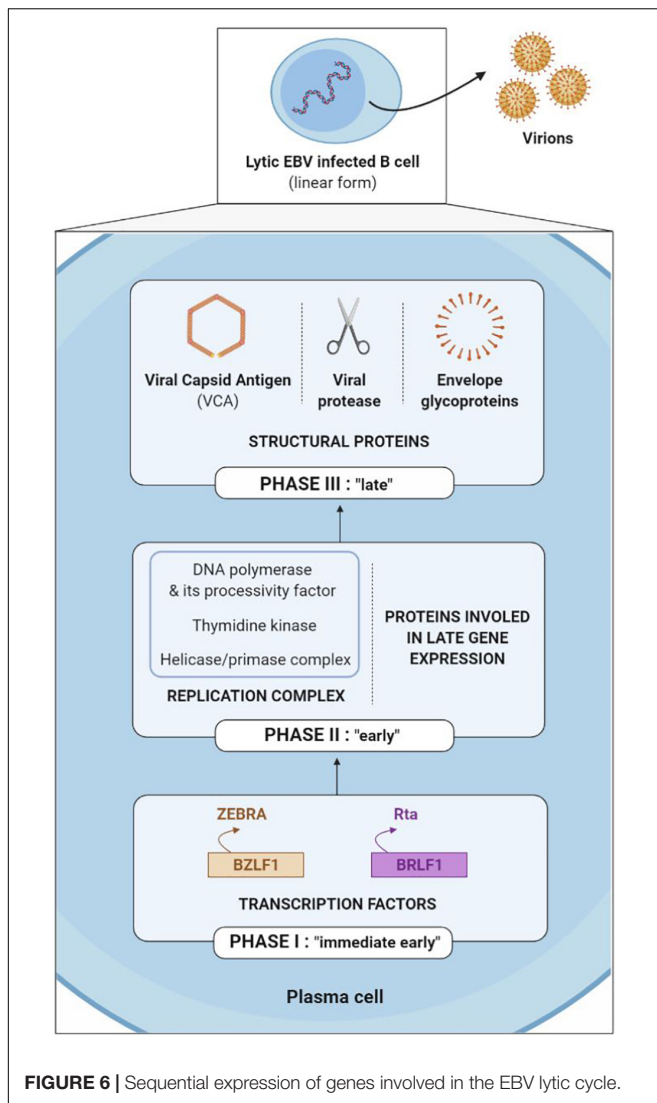 Lytic EBV infected B cell
(linear form)
Virions
Viral Capsid Antigen
(VCA)
Viral
protease
Envelope
glycoproteins
STRUCTURAL PROTEINS
PHASE III : "late"
DNA polymerase
& its processivity factor
Thymidine kinase
Helicase/primase complex
REPLICATION COMPLEX
PROTEINS INVOLED
IN LATE GENE
EXPRESSION
PHASE II : "early"
ZEBRA
BZLF1
Rta
BRLF1
TRANSCRIPTION FACTORS
PHASE I : "immediate early"
Plasma cell
FIGURE 6 | Sequential expression of genes involved in the EBV lytic cycle.